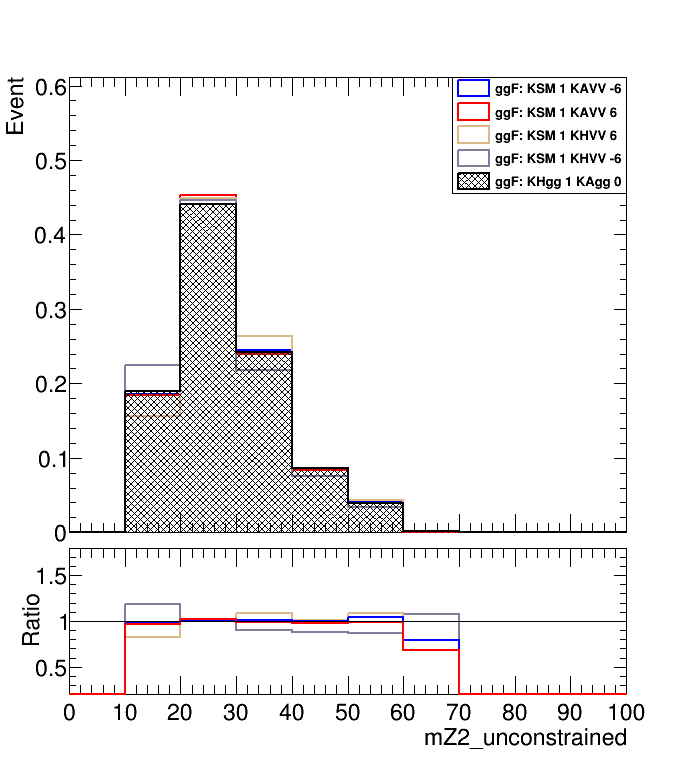 Event
0.6
0.5
0.4
0.3
0.2
0.1
0
ggF: KSM 1 KAVV -6
ggF: KSM 1 KAVV 6
ggF: KSM 1 KHVV 6
ggF: KSM 1 KHVV -6
ggF: KHgg 1 KAgg 0
Ratio
1.5
1
0.5
0 10 20 30 40 50 60 70 80 90 100
mZ2_unconstrained